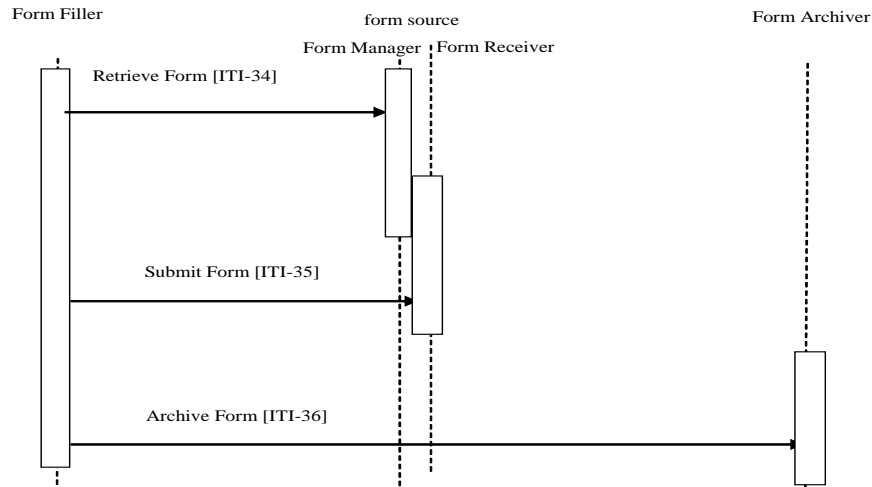 Form Filler
form source
Form Archiver
Form Manager
Form Receiver
Retrieve Form [ITI-34]
Submit Form [ITI-35]
Archive Form [ITI-36]